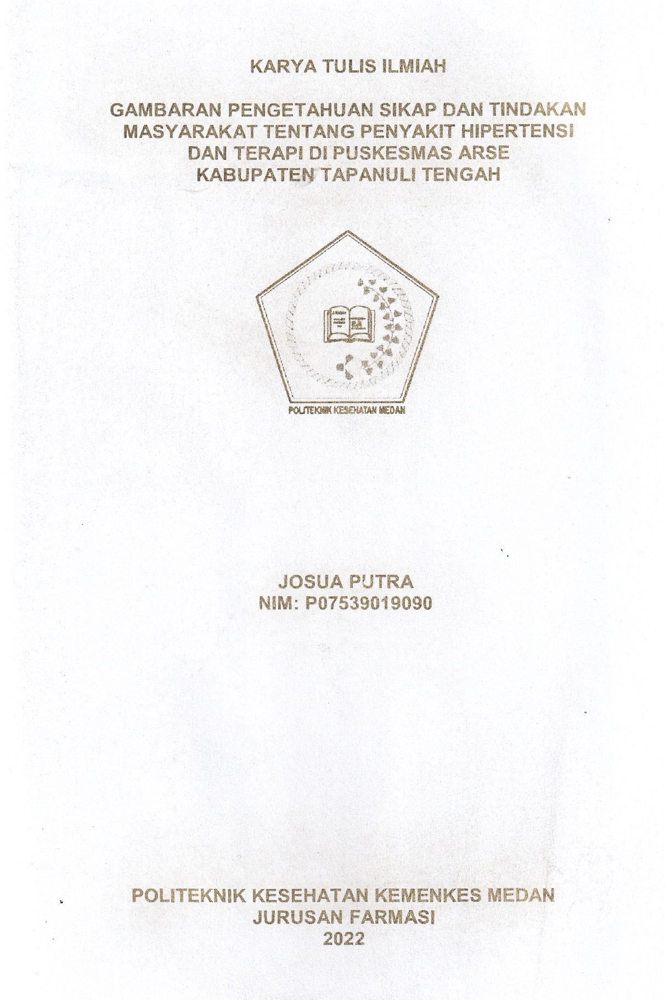 KARYA TULIS ILMIAH
GAMBARAN PENGETAHUAN SIKAP DAN TINDAKAN
MASYARAKAT TENTANG PENYAKIT HIPERTENSI
DAN TERAPI DI PUSKESMAS ARSE
KABUPATEN TAPANULI TENGAH
POLITEKNIK KESEHATAN MEDAN
JOSUA PUTRA
NIM: P07539019090
POLITEKNIK KESEHATAN KEMENKES MEDAN
JURUSAN FARMASI
2022